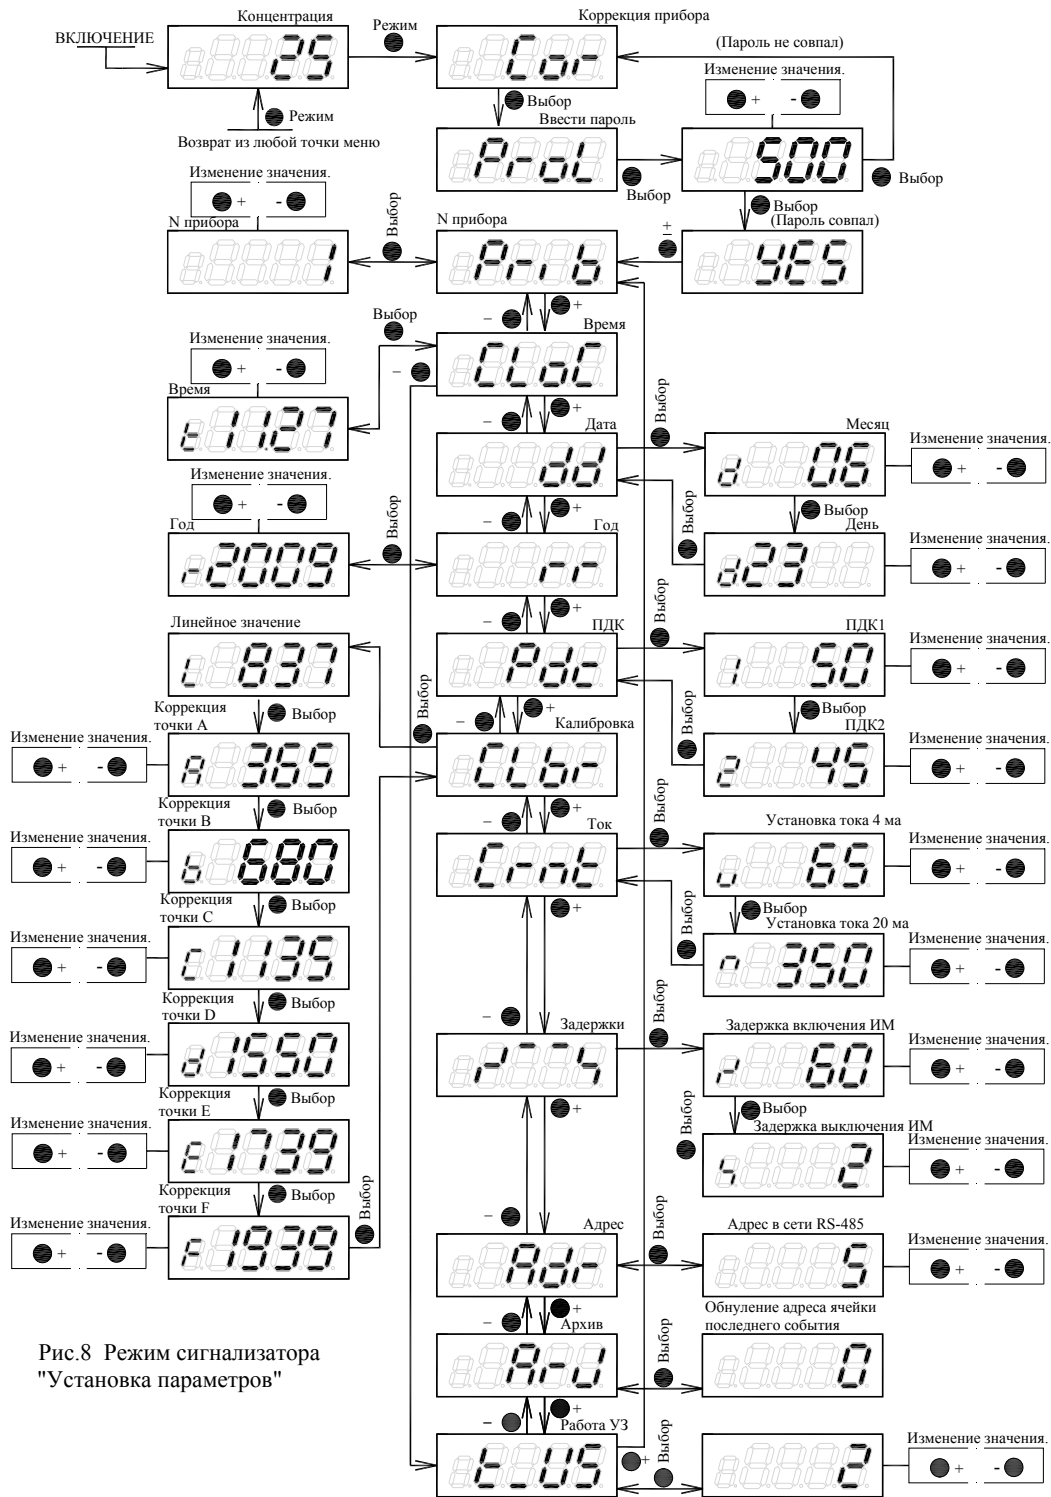 Концентрация
Коррекция прибора
ВКЛЮЧЕНИЕ
25
Режим
Cor
(Пароль не совпал)
Изменение значения.
+ -
Режим
Возврат из любой точки меню
Выбор
Ввести пароль
ProL
Выбор
500
Выбор
Изменение значения.
+ -
N прибора
1
Выбор
N прибора
Prib
+
Выбор
(Пароль совпал)
YES
- +
Выбор
Время
CLoC
-
Изменение значения.
+ -
Время
t 11.27
- +
Дата
dd
Выбор
Месяц
d 06
Изменение значения.
+ -
Выбор
День
d 23
Изменение значения.
+ -
Выбор
Изменение значения.
+ -
Год
r 2009
Выбор
- +
Год
rr
- +
ПДК
Pdc
Выбор
ПДК1
1 50
Изменение значения.
+ -
Выбор
ПДК2
2 45
Изменение значения.
+ -
Выбор
Линейное значение
L 837
Выбор
- +
Калибровка
CLbr
Выбор
Коррекция
точки А
A 365
Изменение значения.
+ -
Выбор
Коррекция
точки B
b 680
Изменение значения.
+ -
Выбор
Коррекция
точки С
C 1135
Изменение значения.
+ -
Выбор
Коррекция
точки D
d 1550
Изменение значения.
+ -
Выбор
Коррекция
точки Е
E 1739
Изменение значения.
+ -
Выбор
Коррекция
точки F
F 1939
Изменение значения.
+ -
Выбор
- +
Ток
Crnt
Выбор
Установка тока 4 ма
u 65
Изменение значения.
+ -
Выбор
Установка тока 20 ма
n 350
Изменение значения.
+ -
Выбор
- +
Задержки
Выбор
Задержка включения ИМ
60
Изменение значения.
+ -
Выбор
Задержка выключения ИМ
2
Изменение значения.
+ -
Выбор
- +
Адрес
Adr
Выбор
Адрес в сети RS-485
5
Изменение значения.
+ -
- +
Архив
Ar-J
Выбор
Обнуление адреса ячейки
последнего события
0
- +
Работа УЗ
t_US
+
Выбор
2
Изменение значения.
+ -
Рис.8 Режим сигнализатора
"Установка параметров"